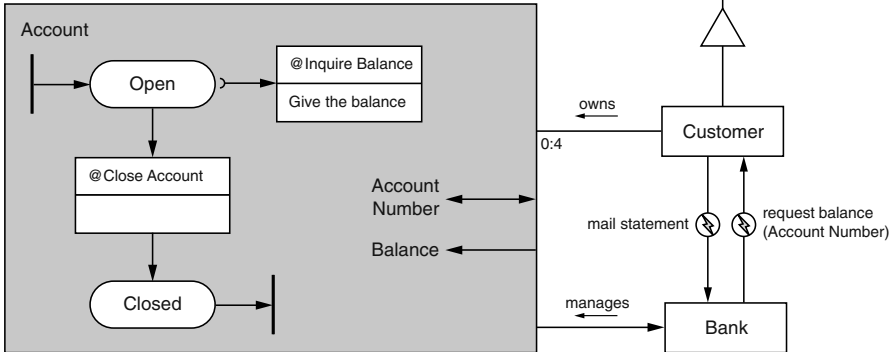 Account
Open
@Inquire Balance
Give the balance
@Close Account
Closed
Account
Number
Balance
owns
0:4
Customer
mail statement
request balance
(Account Number)
manages
Bank